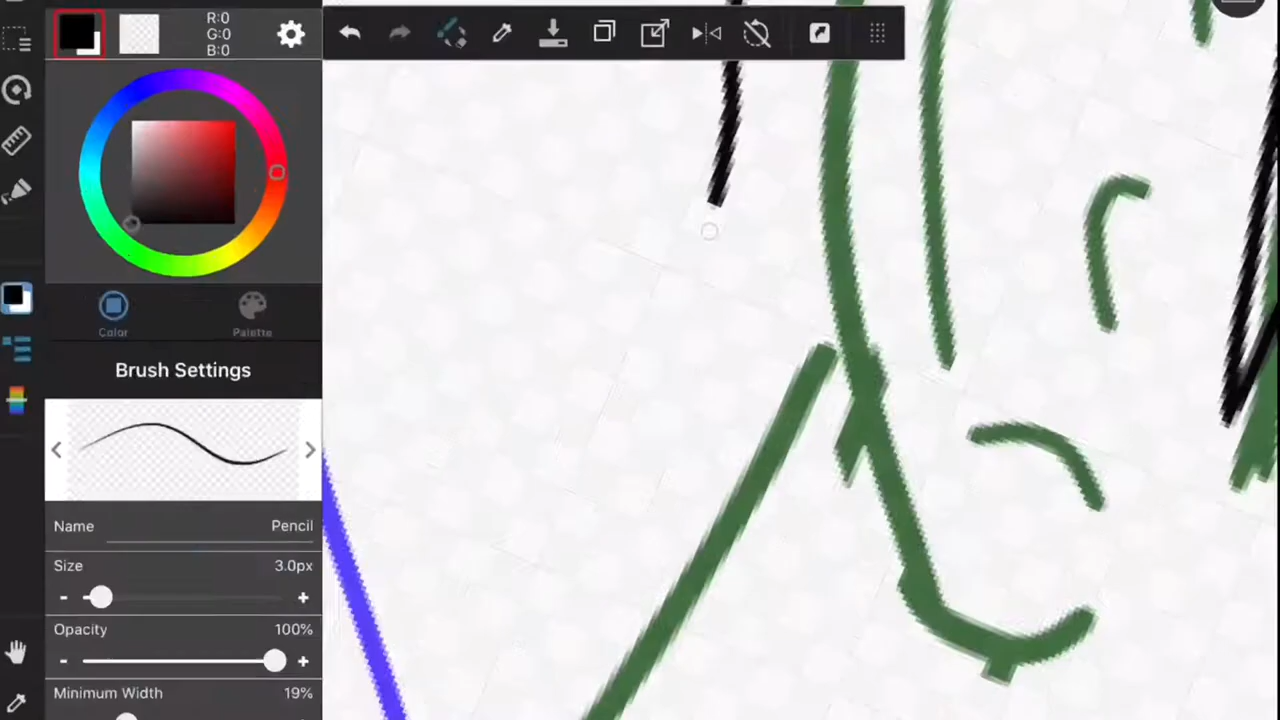 R:0
G:0
B:0
Color
Palette
Brush Settings
Name
Pencil
Size
3.0px
Opacity
100%
Minimum Width
19%